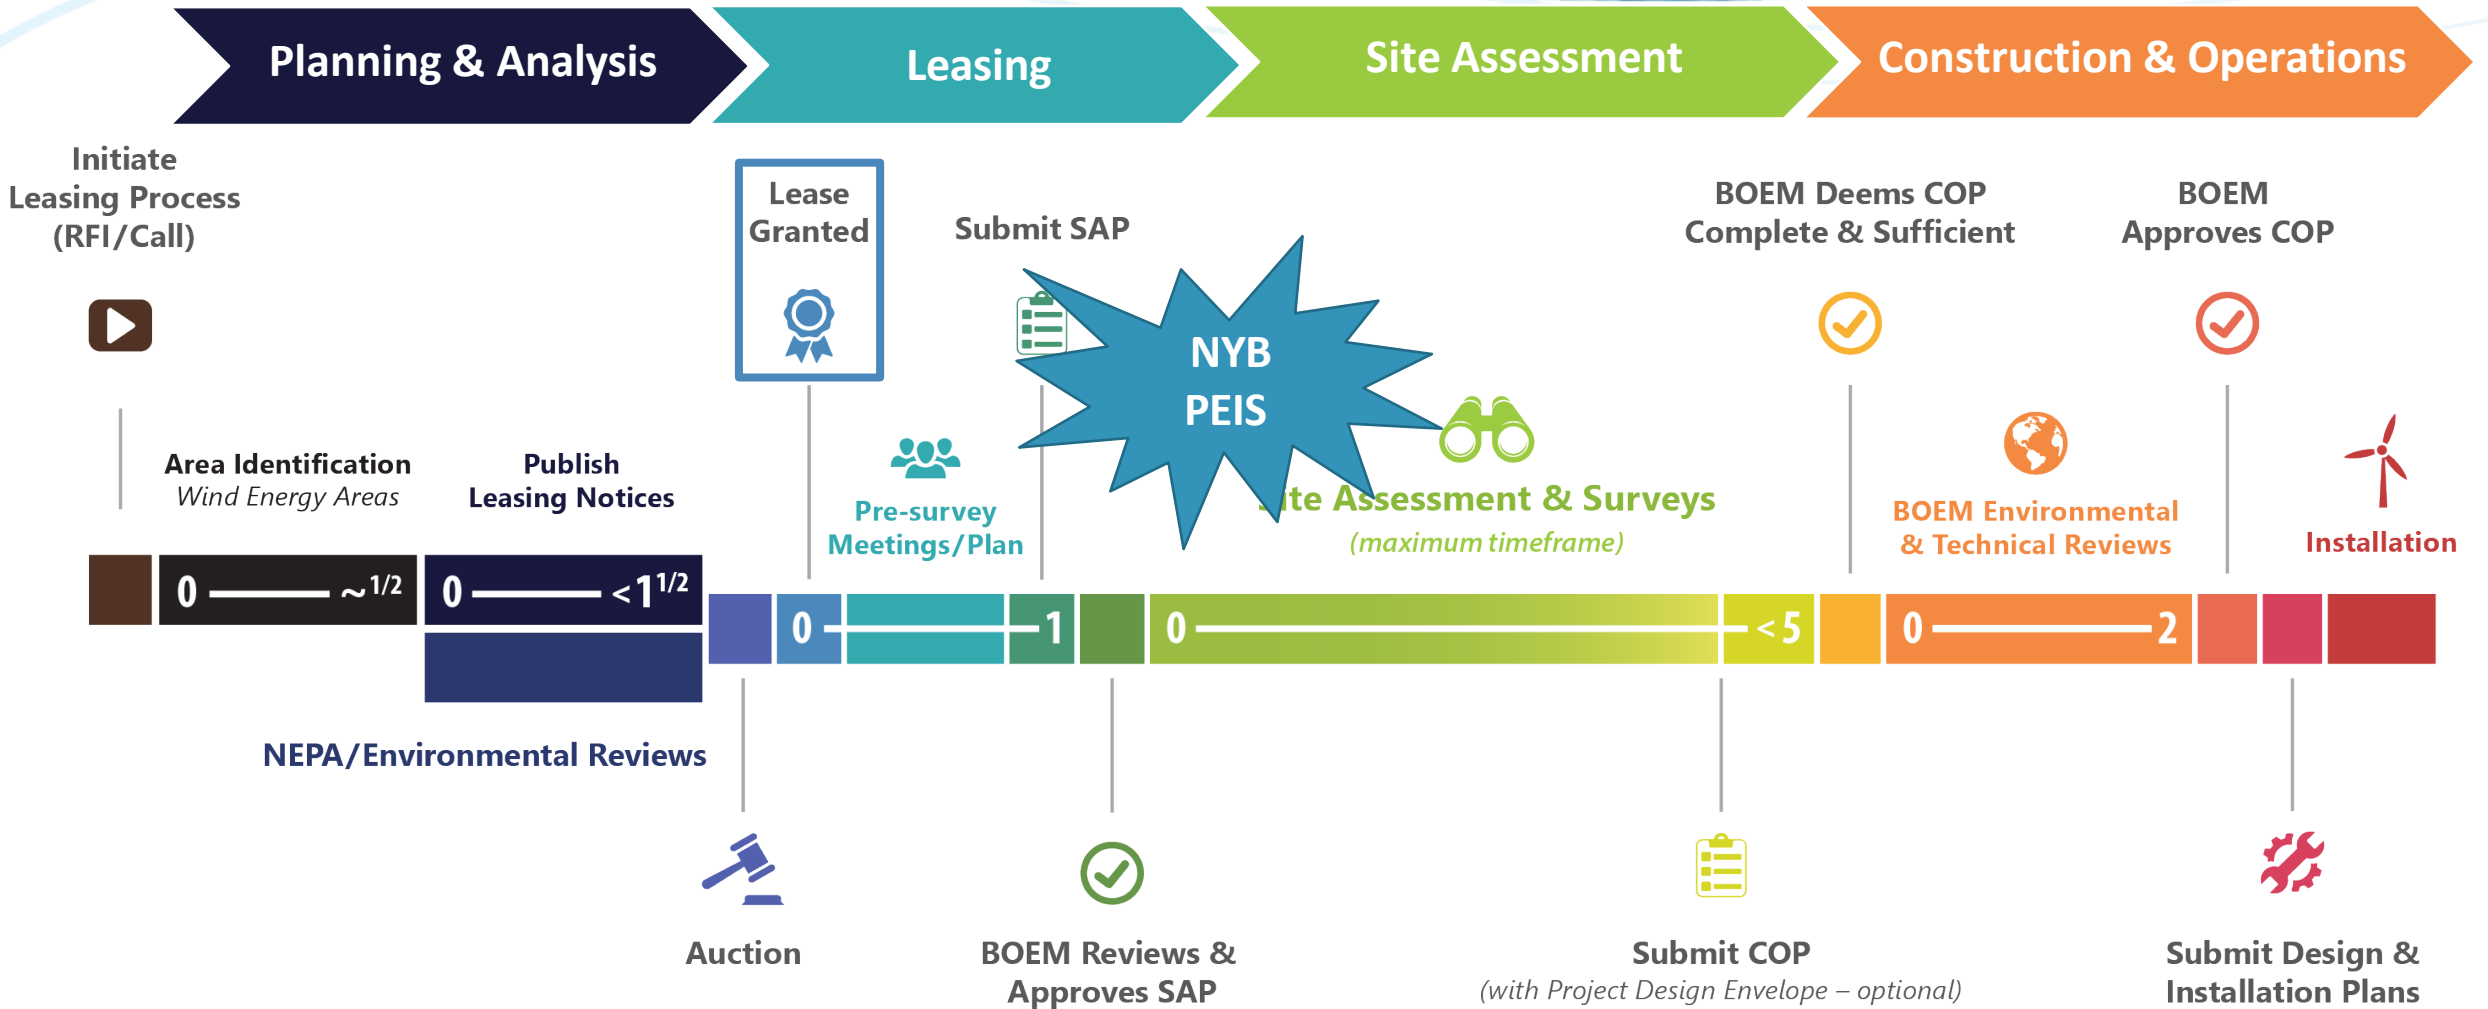 Planning & Analysis
Leasing
Site Assessment
Construction & Operations
Initiate
Leasing Process
(RFI/Call)
Lease
Granted
Submit SAP
BOEM Deems COP
Complete & Sufficient
BOEM
Approves COP
NYB
PEIS
Area Identification
Wind Energy Areas
Publish
Leasing Notices
Pre-survey
Meetings/Plan
ite Assessment & Surveys
(maximum timeframe)
BOEM Environmental
& Technical Reviews
Installation
0 ~1/2
0 <1 1/2
0 1
0 <5
0 2
NEPA/Environmental Reviews
Auction
BOEM Reviews &
Approves SAP
Submit COP
(with Project Design Envelope – optional)
Submit Design &
Installation Plans